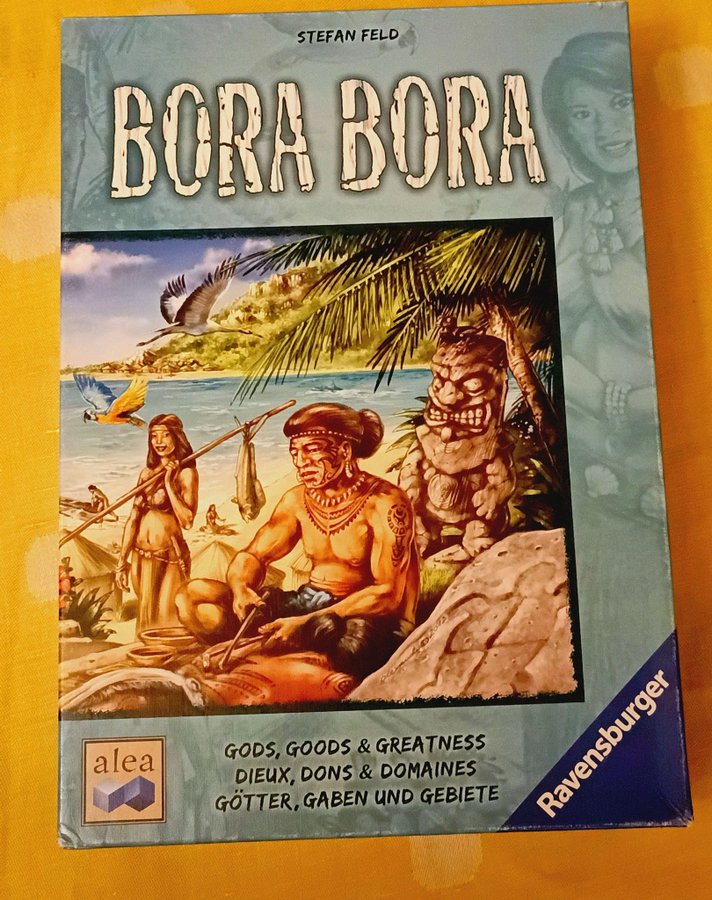 STEFAN FELD
BORA BORA
GODS, GOODS & GREATNESS
DIEUX, DONS & DOMAINES
GÖTTER, GABEN UND GEBIETE
alea
Ravensburger